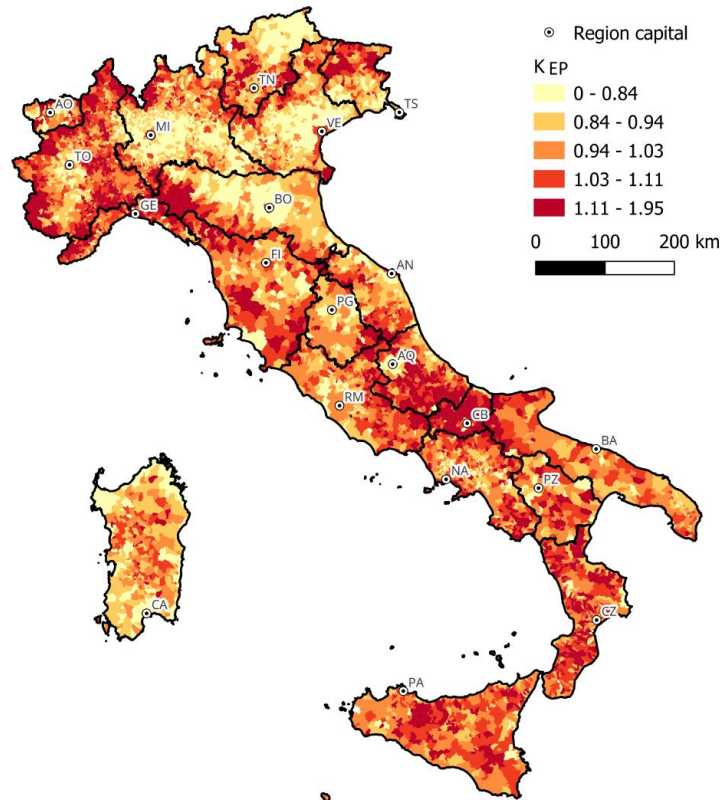 Region capital
K EP
0 - 0.84
0.84 - 0.94
0.94 - 1.03
1.03 - 1.11
1.11 - 1.95
0 100 200 km
TN
AO
TS
MI
VE
TO
BO
GE
FI
AN
PG
AQ
RM
CB
BA
NA
PZ
CA
CZ
PA